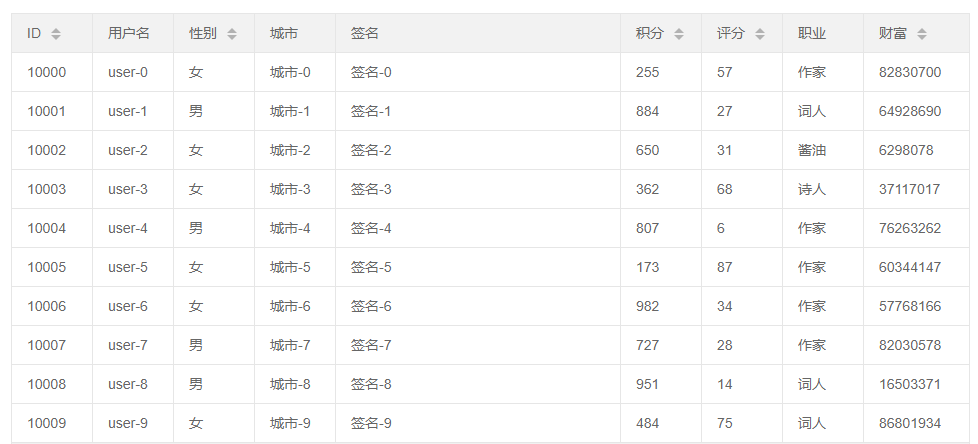 ID 用户名 性别 城市 签名 积分 评分 职业 财富
10000 user-0 女 城市-0 签名-0 255 57 作家 82830700
10001 user-1 男 城市-1 签名-1 884 27 词人 64928690
10002 user-2 女 城市-2 签名-2 650 31 酱油 6298078
10003 user-3 女 城市-3 签名-3 362 68 诗人 37117017
10004 user-4 男 城市-4 签名-4 807 6 作家 76263262
10005 user-5 女 城市-5 签名-5 173 87 作家 60344147
10006 user-6 女 城市-6 签名-6 982 34 作家 57768166
10007 user-7 男 城市-7 签名-7 727 28 作家 82030578
10008 user-8 男 城市-8 签名-8 951 14 词人 16503371
10009 user-9 女 城市-9 签名-9 484 75 词人 86801934